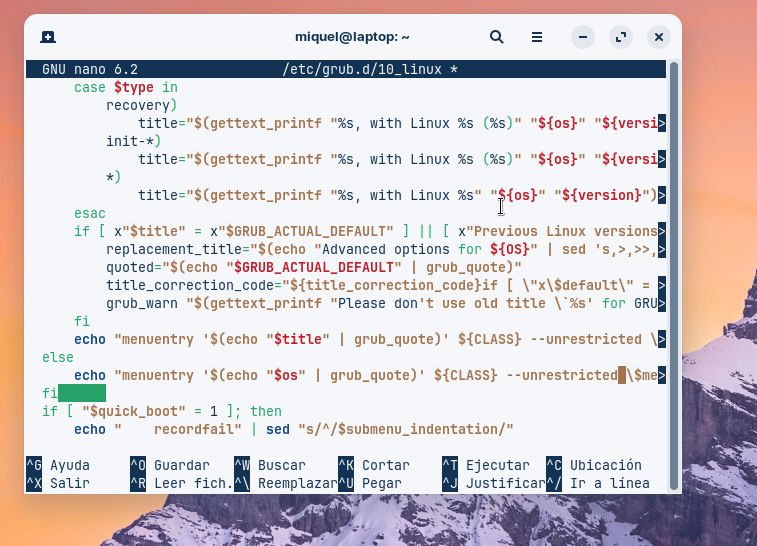 miquel@laptop: ~
GNU nano 6.2 /etc/grub.d/10_linux *
case $type in
recovery)
title="$(gettext_printf "%s, with Linux %s (%s)" "${os}" "${versi>
init-*)
title="$(gettext_printf "%s, with Linux %s (%s)" "${os}" "${versi>
*)
title="$(gettext_printf "%s, with Linux %s" "${os}" "${version}")>
esac
if [ x"$title" = x"$GRUB_ACTUAL_DEFAULT" ] || [ x"Previous Linux versions>
replacement_title="$(echo "Advanced options for ${OS}" | sed 's,>,>>,>
quoted="$(echo "$GRUB_ACTUAL_DEFAULT" | grub_quote)"
title_correction_code="${title_correction_code}if [ \"x\$default\" = >
grub_warn "$(gettext_printf "Please don't use old title \`%s' for GRU>
fi
echo "menuentry '$(echo "$title" | grub_quote)' ${CLASS} --unrestricted \>
else
echo "menuentry '$(echo "$os" | grub_quote)' ${CLASS} --unrestricted \$me>
fi
if [ "$quick_boot" = 1 ]; then
echo "    recordfail" | sed "s/^/$submenu_indentation/"
^G Ayuda ^O Guardar ^W Buscar ^K Cortar ^T Ejecutar ^C Ubicación
^X Salir ^R Leer fich. ^\ Reemplazar ^U Pegar ^J Justificar ^/ Ir a línea